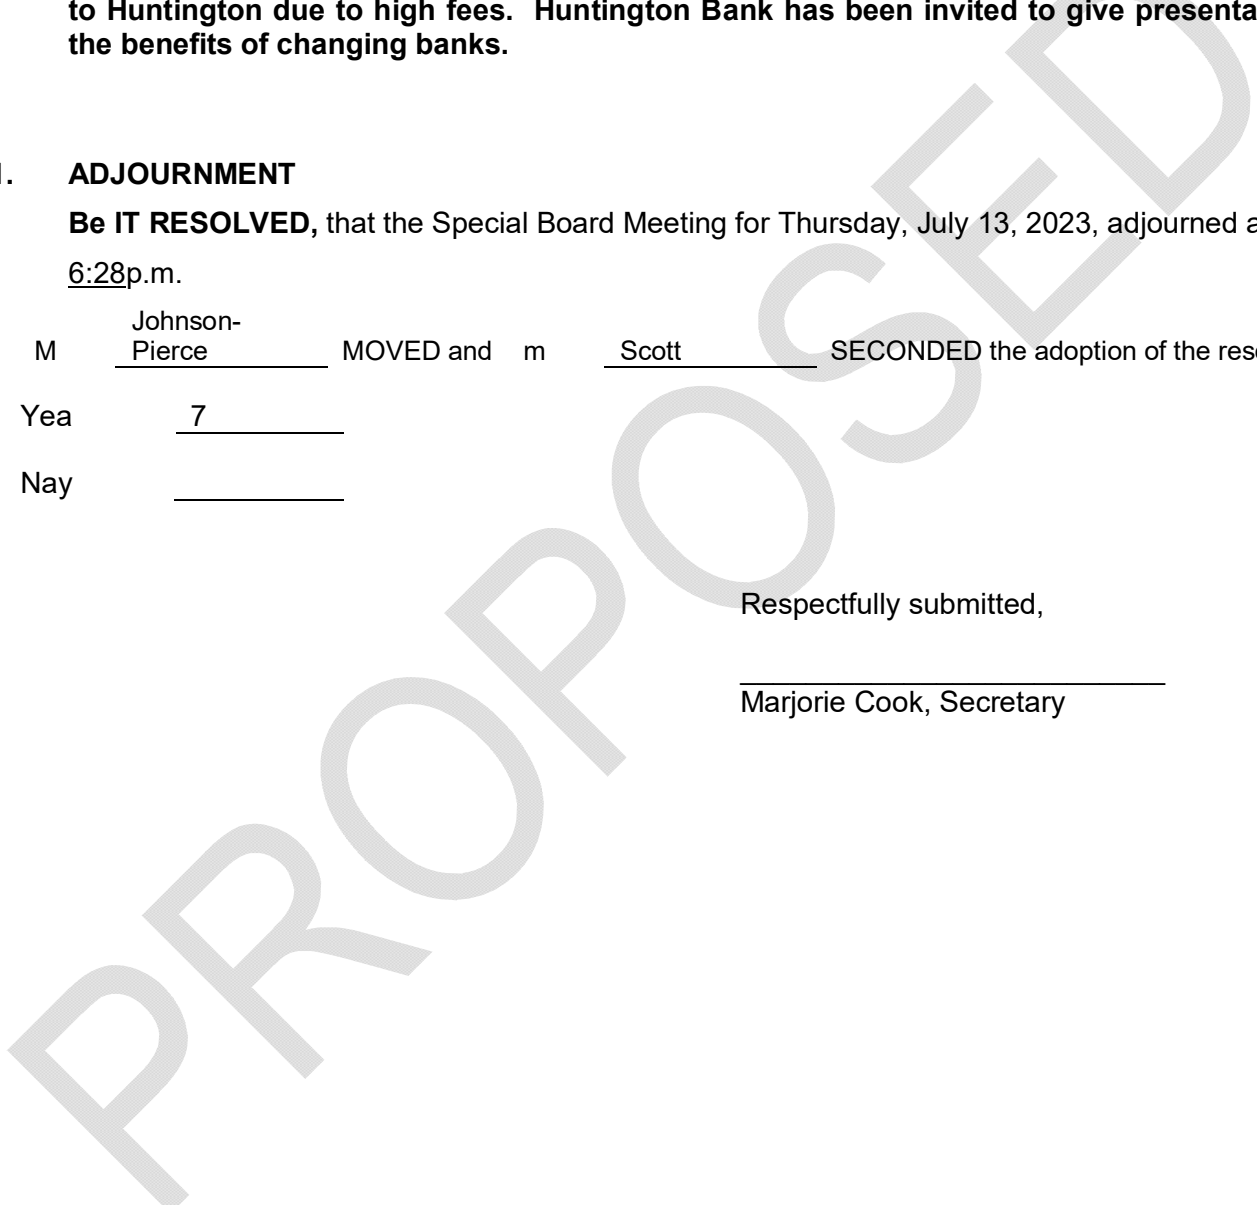 to Huntington due to high fees.  Huntington Bank has been invited to give
the benefits of changing banks.
ADJOURNMENT
Be IT RESOLVED, that the Special Board Meeting for Thursday, July 13, 2023, adjourned
6:28p.m.
Johnson-
M Pierce MOVED and m Scott SECONDED the adoption of the
Yea 7
Nay
Respectfully submitted,
Marjorie Cook, Secretary
PROPOSED